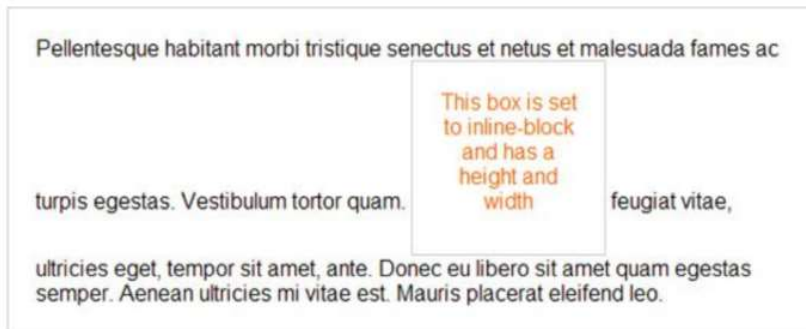 Pellentesque habitant morbi tristique senectus et netus et malesuada fames ac
This box is set
to inline-block
and has a
height and
width
turpis egestas. Vestibulum tortor quam. feugiat vitae,
ultricies eget, tempor sit amet, ante. Donec eu libero sit amet quam egestas
semper. Aenean ultricies mi vitae est. Mauris placerat eleifend leo.